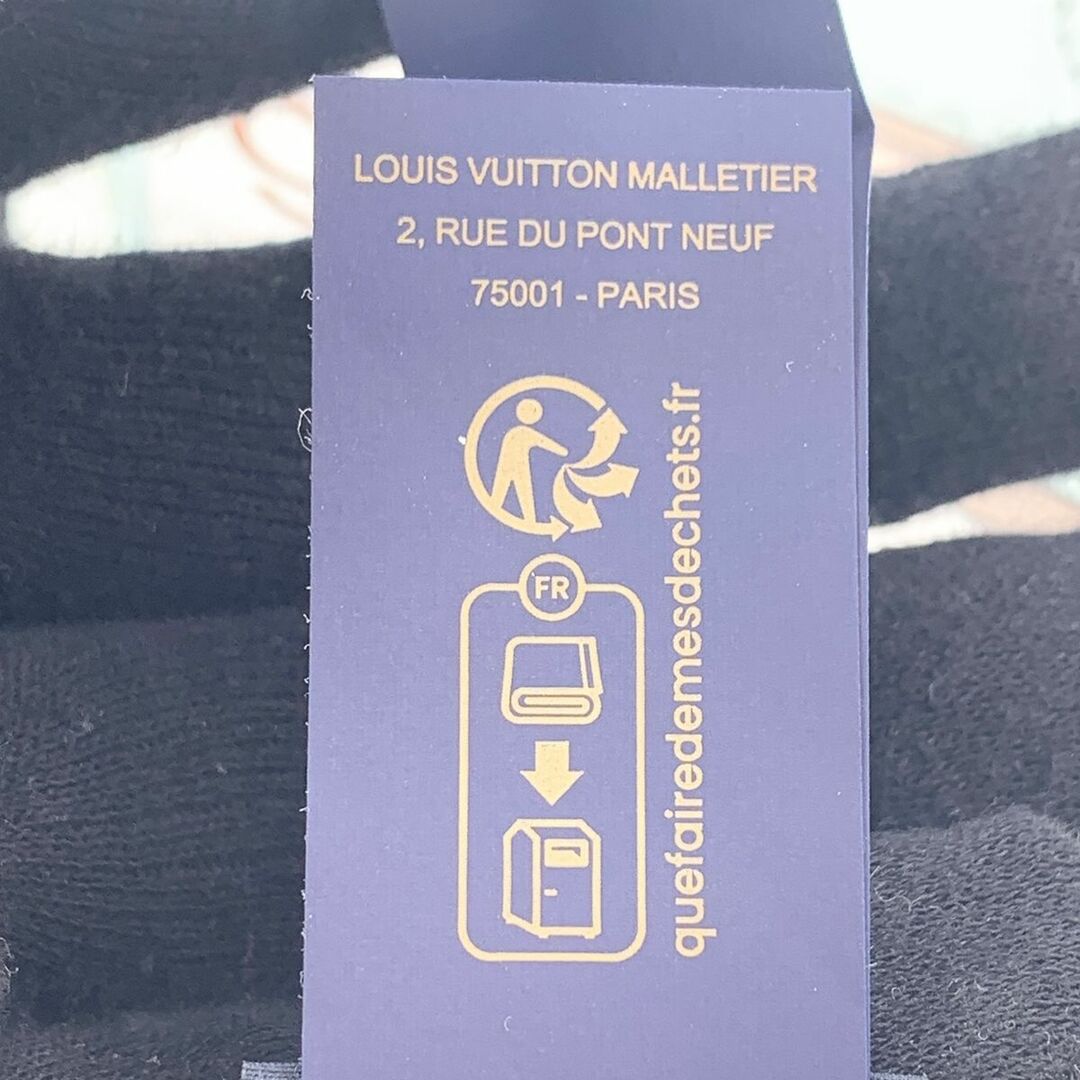 LOUIS VUITTON MALLETIER
2, RUE DU PONT NEUF
75001 - PARIS
FR
quefairedemesdechets.fr